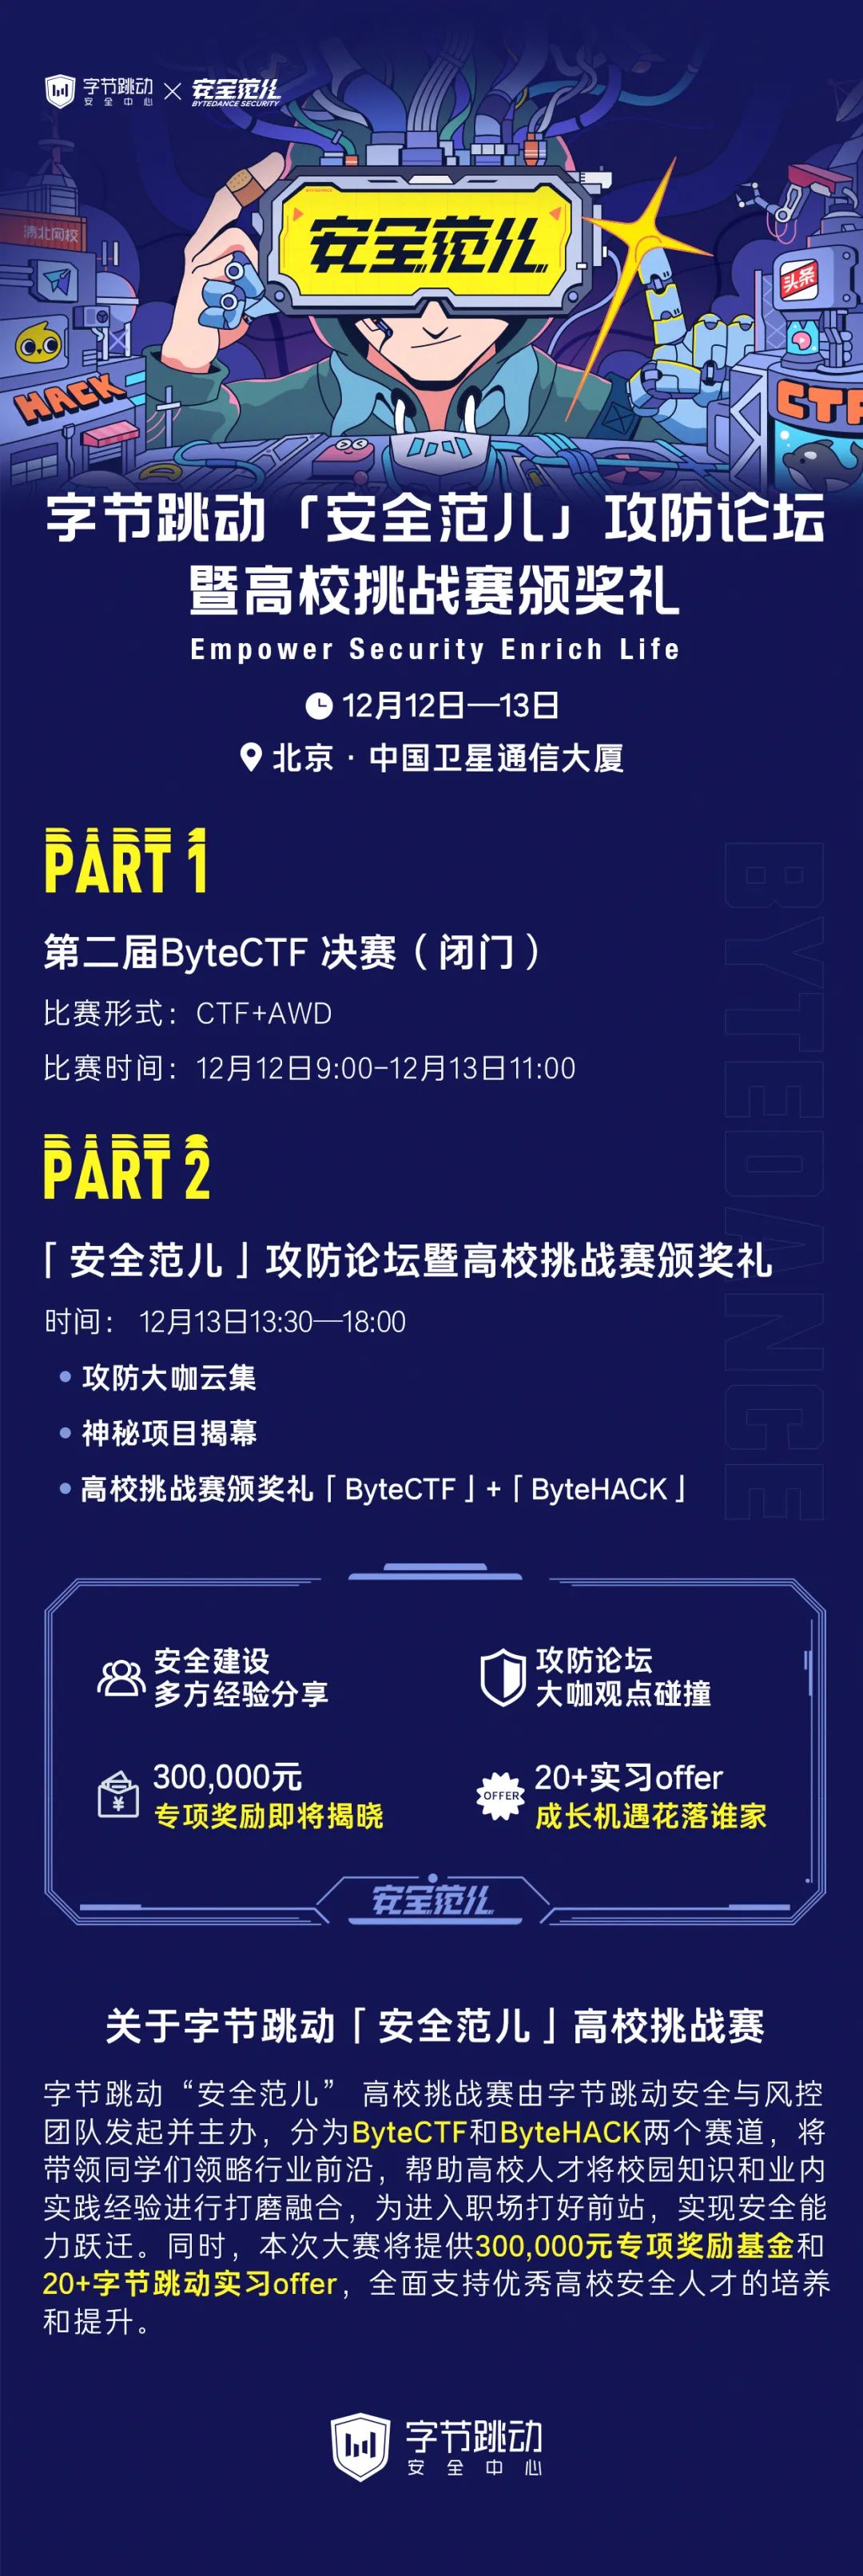 字节跳动
安全中心
安全范儿
BYTEDANCE SECURITY
清北网校
安全范儿
头条
HACK
CTF
字节跳动「安全范儿」攻防论坛
暨高校挑战赛颁奖礼
Empower Security Enrich Life
12月12日—13日
北京·中国卫星通信大厦
PART 1
第二届ByteCTF 决赛（闭门）
比赛形式：CTF+AWD
比赛时间：12月12日9:00-12月13日11:00
BYTEDANCE
PART 2
「安全范儿」攻防论坛暨高校挑战赛颁奖礼
时间： 12月13日13:30—18:00
• 攻防大咖云集
• 神秘项目揭幕
• 高校挑战赛颁奖礼「ByteCTF」+「ByteHACK」
安全建设
多方经验分享
攻防论坛
大咖观点碰撞
¥
300,000元
专项奖励即将揭晓
OFFER
20+实习offer
成长机遇花落谁家
安全范儿
关于字节跳动「安全范儿」高校挑战赛
字节跳动“安全范儿” 高校挑战赛由字节跳动安全与风控
团队发起并主办，分为ByteCTF和ByteHACK两个赛道，将
带领同学们领略行业前沿，帮助高校人才将校园知识和业内
实践经验进行打磨融合，为进入职场打好前站，实现安全能
力跃迁。同时，本次大赛将提供300,000元专项奖励基金和
20+字节跳动实习offer，全面支持优秀高校安全人才的培养
和提升。
字节跳动
安全中心